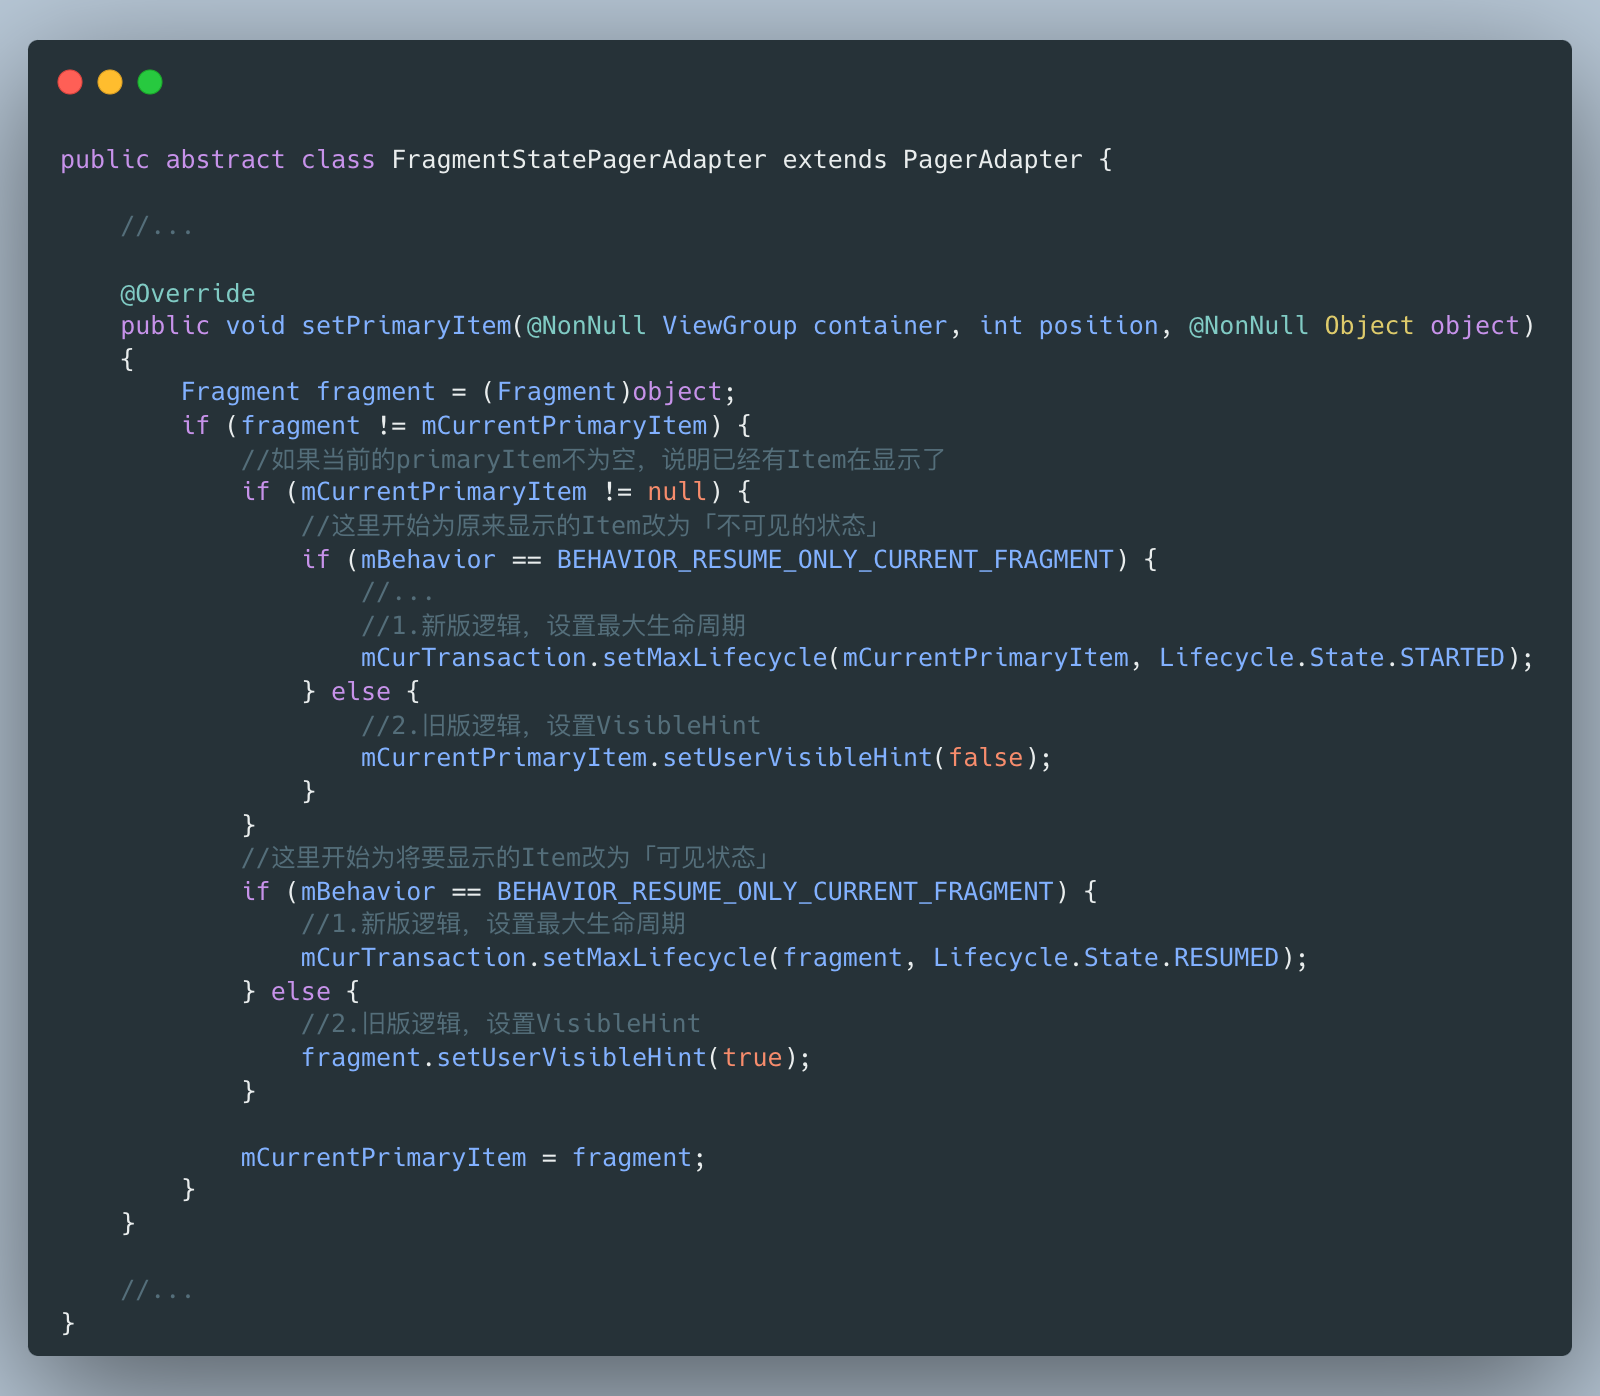 public abstract class FragmentStatePagerAdapter extends PagerAdapter {
//...
@Override
public void setPrimaryItem(@NonNull ViewGroup container, int position, @NonNull Object object)
{
Fragment fragment = (Fragment)object;
if (fragment != mCurrentPrimaryItem) {
//如果当前的primaryItem不为空，说明已经有Item在显示了
if (mCurrentPrimaryItem != null) {
//这里开始为原来显示的Item改为「不可见的状态」
if (mBehavior == BEHAVIOR_RESUME_ONLY_CURRENT_FRAGMENT) {
//...
//1.新版逻辑，设置最大生命周期
mCurTransaction.setMaxLifecycle(mCurrentPrimaryItem, Lifecycle.State.STARTED);
} else {
//2.旧版逻辑，设置VisibleHint
mCurrentPrimaryItem.setUserVisibleHint(false);
}
}
//这里开始为将要显示的Item改为「可见状态」
if (mBehavior == BEHAVIOR_RESUME_ONLY_CURRENT_FRAGMENT) {
//1.新版逻辑，设置最大生命周期
mCurTransaction.setMaxLifecycle(fragment, Lifecycle.State.RESUMED);
} else {
//2.旧版逻辑，设置VisibleHint
fragment.setUserVisibleHint(true);
}
mCurrentPrimaryItem = fragment;
}
}
//...
}